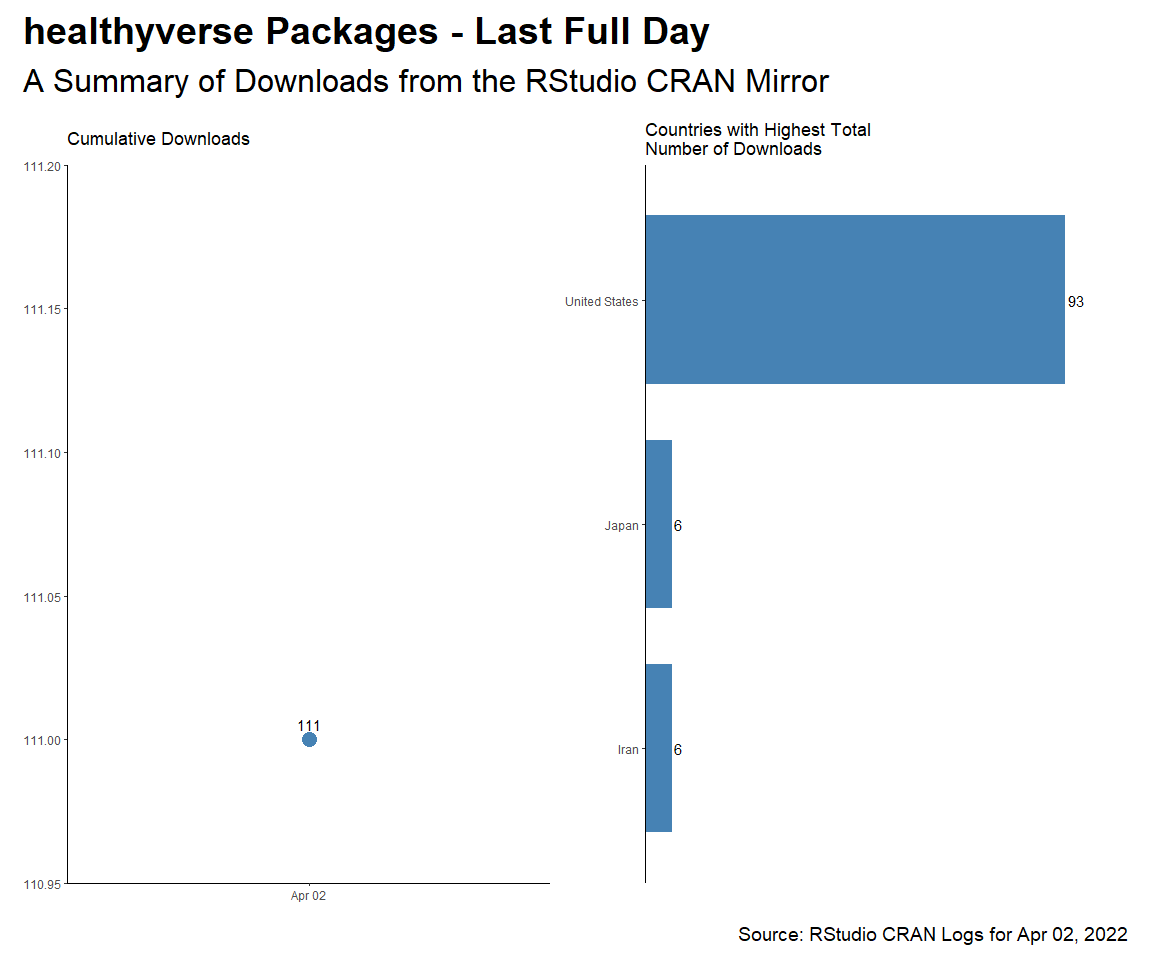 healthyverse Packages - Last Full Day
A Summary of Downloads from the RStudio CRAN Mirror
Cumulative Downloads
111.20
111.15
111.10
111.05
111.00
110.95
111
Apr 02
Countries with Highest Total
Number of Downloads
United States
93
Japan
6
Iran
6
Source: RStudio CRAN Logs for Apr 02, 2022